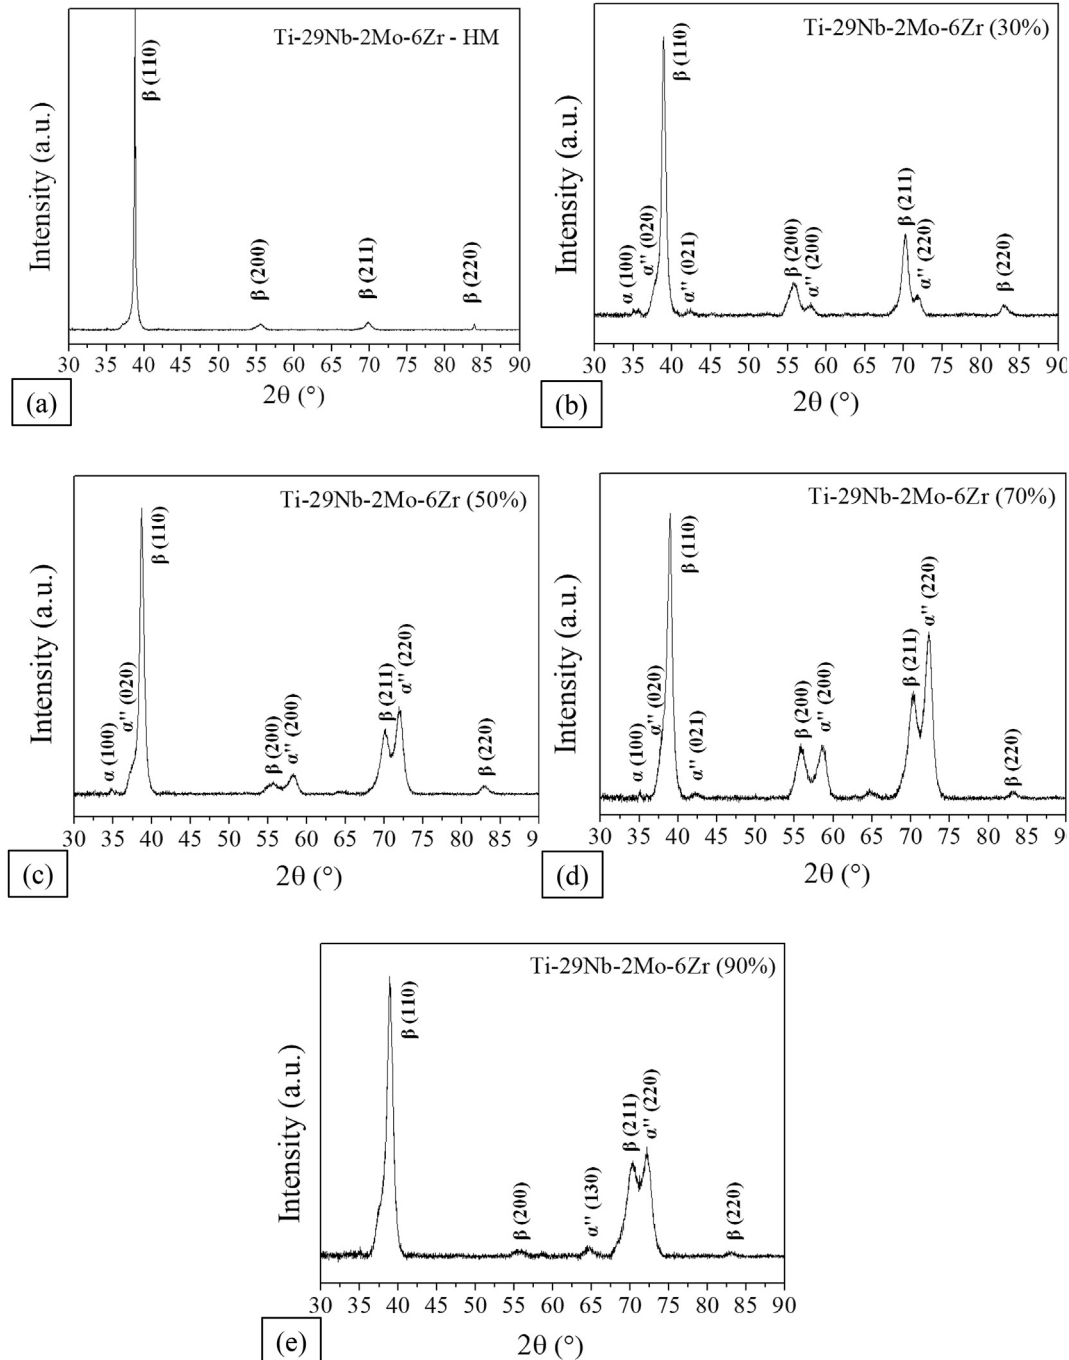 Ti-29Nb-2Mo-6Zr - HM
β (110)
β (200)
β (211)
β (220)
Intensity (a.u.)
30 35 40 45 50 55 60 65 70 75 80 85 90
2θ (°)
(a)
Ti-29Nb-2Mo-6Zr (30%)
α (100)
α'' (020)
β (110)
α'' (021)
β (200)
α'' (200)
β (211)
α'' (220)
β (220)
Intensity (a.u.)
30 35 40 45 50 55 60 65 70 75 80 85 90
2θ (°)
(b)
Ti-29Nb-2Mo-6Zr (50%)
α (100)
α'' (020)
β (110)
β (200)
α'' (200)
β (211)
α'' (220)
β (220)
Intensity (a.u.)
30 35 40 45 50 55 60 65 70 75 80 85 90
2θ (°)
(c)
Ti-29Nb-2Mo-6Zr (70%)
α (100)
α'' (020)
β (110)
α'' (021)
β (200)
α'' (200)
β (211)
α'' (220)
β (220)
Intensity (a.u.)
30 35 40 45 50 55 60 65 70 75 80 85 90
2θ (°)
(d)
Ti-29Nb-2Mo-6Zr (90%)
β (110)
β (200)
α'' (130)
β (211)
α'' (220)
β (220)
Intensity (a.u.)
30 35 40 45 50 55 60 65 70 75 80 85 90
2θ (°)
(e)